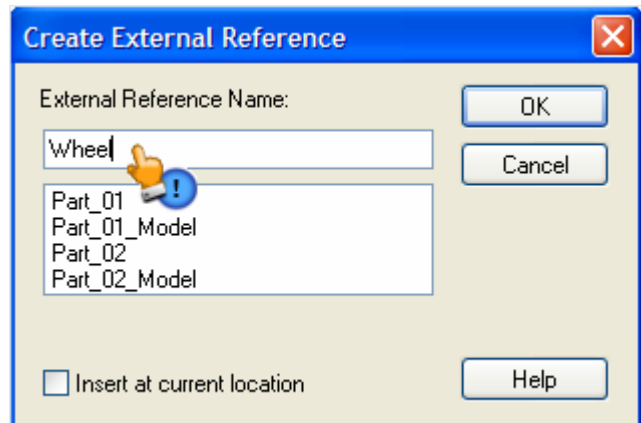 Create External Reference
External Reference Name:
OK
Wheel
Cancel
Part_01
Part_01_Model
Part_02
Part_02_Model
Insert at current location
Help